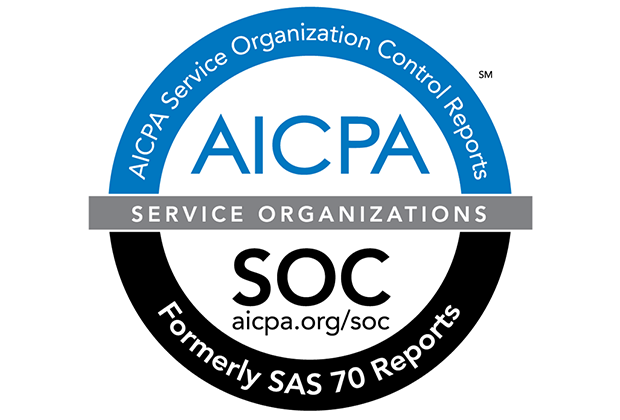 AICPA Service Organization Control Reports
SM
AICPA
SERVICE ORGANIZATIONS
SOC
aicpa.org/soc
Formerly SAS 70 Reports